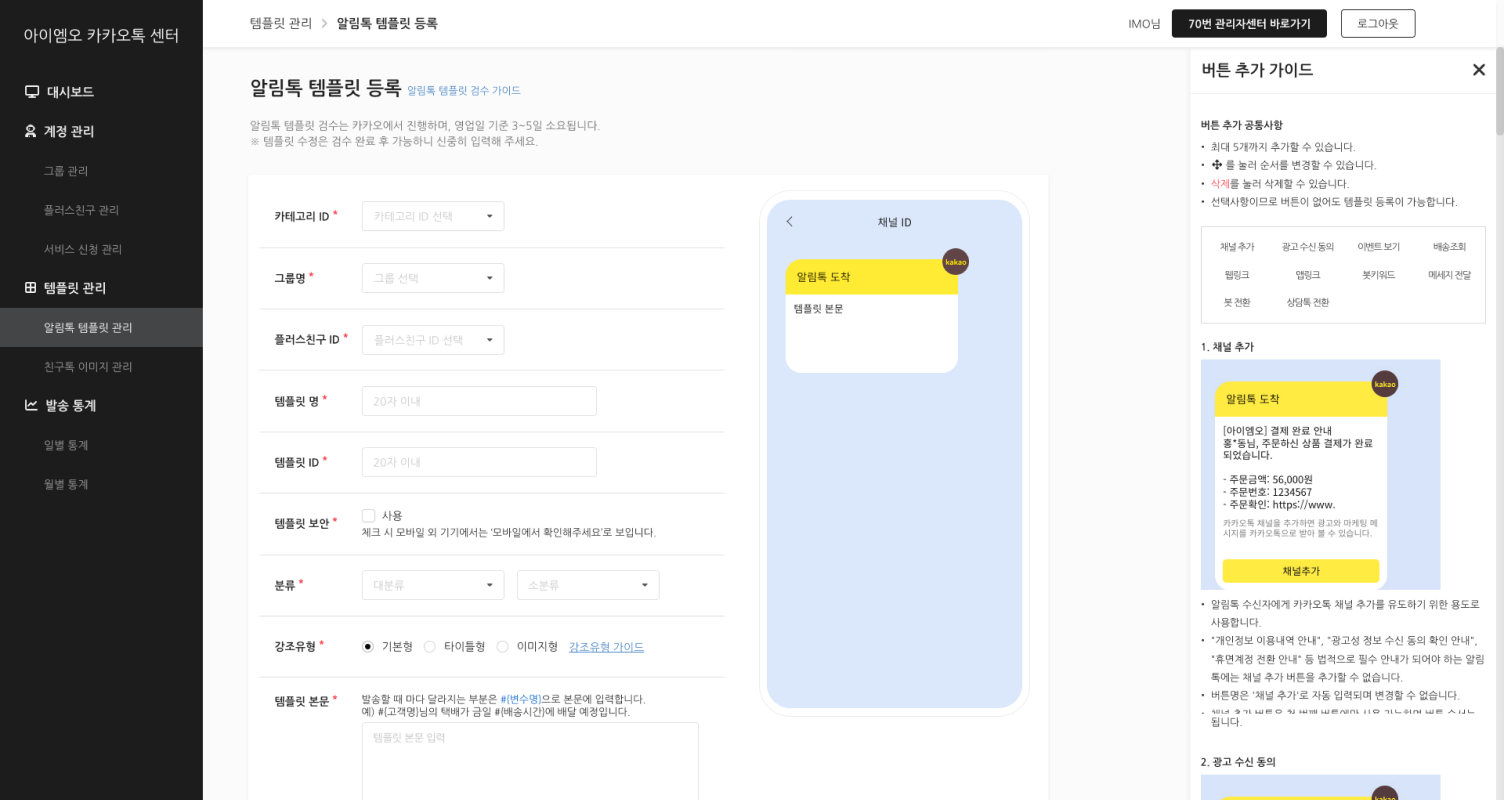 아이엠오 카카오톡 센터
대시보드
계정 관리
그룹 관리
플러스친구 관리
서비스 신청 관리
템플릿 관리
알림톡 템플릿 관리
친구톡 이미지 관리
발송 통계
일별 통계
월별 통계
템플릿 관리 > 알림톡 템플릿 등록
IMO님
70번 관리자센터 바로가기
로그아웃
알림톡 템플릿 등록 알림톡 템플릿 검수 가이드
알림톡 템플릿 검수는 카카오에서 진행하며, 영업일 기준 3~5일 소요됩니다.
※ 템플릿 수정은 검수 완료 후 가능하니 신중히 입력해 주세요.
카테고리 ID * 카테고리 ID 선택
그룹명 * 그룹 선택
플러스친구 ID * 플러스친구 ID 선택
템플릿 명 * 20자 이내
템플릿 ID * 20자 이내
템플릿 보안 * 사용
체크 시 모바일 외 기기에서는 '모바일에서 확인해주세요'로 보입니다.
분류 * 대분류 소분류
강조유형 * 기본형 타이틀형 이미지형 강조유형 가이드
템플릿 본문 * 발송할 때 마다 달라지는 부분은 #{변수명}으로 본문에 입력합니다.
예) #{고객명}님의 택배가 금일 #{배송시간}에 배달 예정입니다.
템플릿 본문 입력
채널 ID
kakao
알림톡 도착
템플릿 본문
버튼 추가 가이드
버튼 추가 공통사항
• 최대 5개까지 추가할 수 있습니다.
• 를 눌러 순서를 변경할 수 있습니다.
• 삭제를 눌러 삭제할 수 있습니다.
• 선택사항이므로 버튼이 없어도 템플릿 등록이 가능합니다.
채널 추가 광고 수신 동의 이벤트 보기 배송조회
웹링크 앱링크 봇키워드 메세지 전달
봇 전환 상담톡 전환
1. 채널 추가
kakao
알림톡 도착
[아이엠오] 결제 완료 안내
홍*동님, 주문하신 상품 결제가 완료
되었습니다.
- 주문금액: 56,000원
- 주문번호: 1234567
- 주문확인: https://www.
카카오톡 채널을 추가하면 광고와 마케팅 메
시지를 카카오톡으로 받아 볼 수 있습니다.
채널추가
• 알림톡 수신자에게 카카오톡 채널 추가를 유도하기 위한 용도로
사용합니다.
• "개인정보 이용내역 안내", "광고성 정보 수신 동의 확인 안내",
"휴면계정 전환 안내" 등 법적으로 필수 안내가 되어야 하는 알림
톡에는 채널 추가 버튼을 추가할 수 없습니다.
• 버튼명은 '채널 추가'로 자동 입력되며 변경할 수 없습니다.
됩니다.
2. 광고 수신 동의
kakao